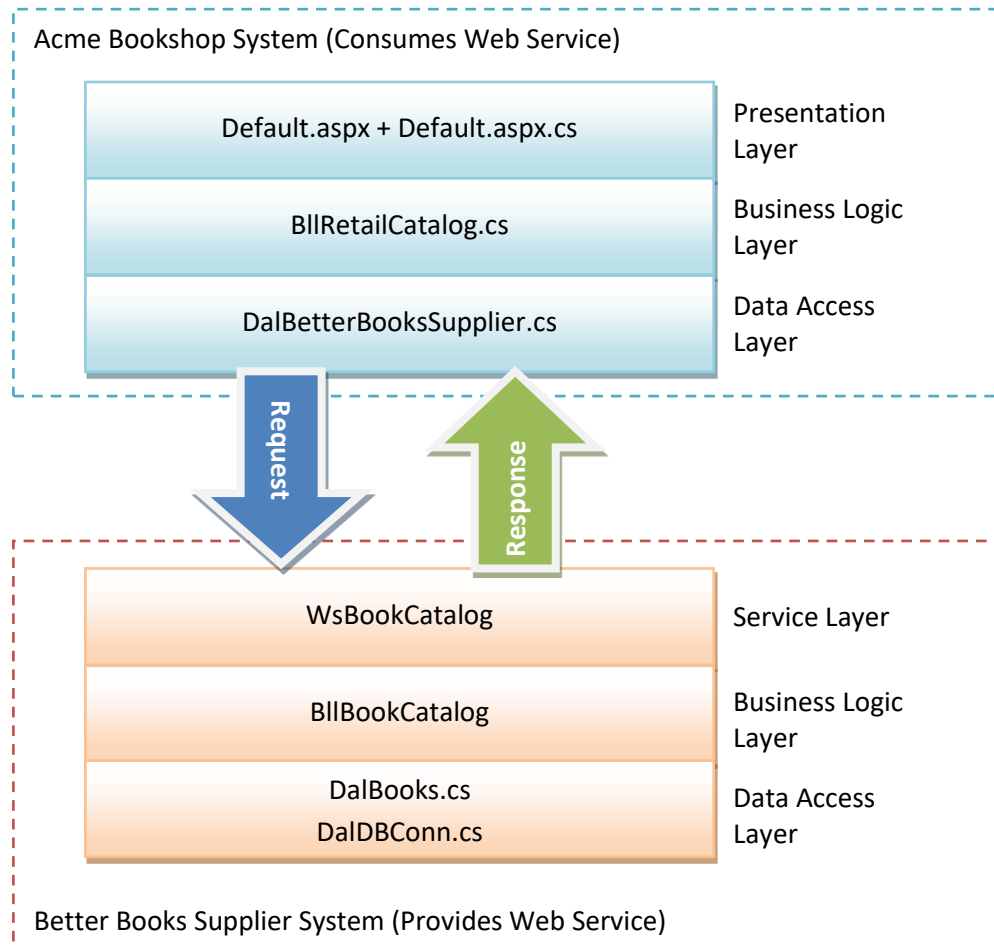 Acme Bookshop System (Consumes Web Service)
Default.aspx + Default.aspx.cs
Presentation
Layer
BllRetailCatalog.cs
Business Logic
Layer
DalBetterBooksSupplier.cs
Data Access
Layer
Request
Response
WsBookCatalog
Service Layer
BllBookCatalog
Business Logic
Layer
DalBooks.cs
DalDBConn.cs
Data Access
Layer
Better Books Supplier System (Provides Web Service)